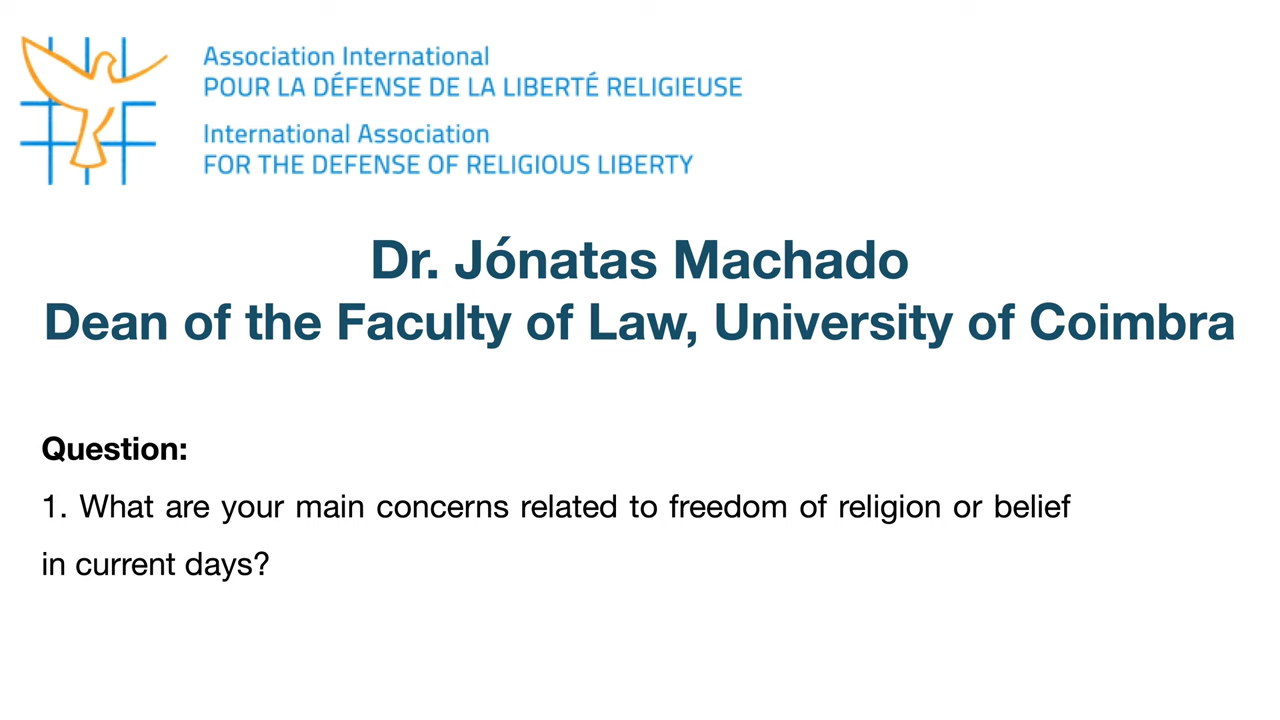 Association International
POUR LA DÉFENSE DE LA LIBERTÉ RELIGIEUSE
International Association
FOR THE DEFENSE OF RELIGIOUS LIBERTY
Dr. Jónatas Machado
Dean of the Faculty of Law, University of Coimbra
Question:
1. What are your main concerns related to freedom of religion or belief
in current days?